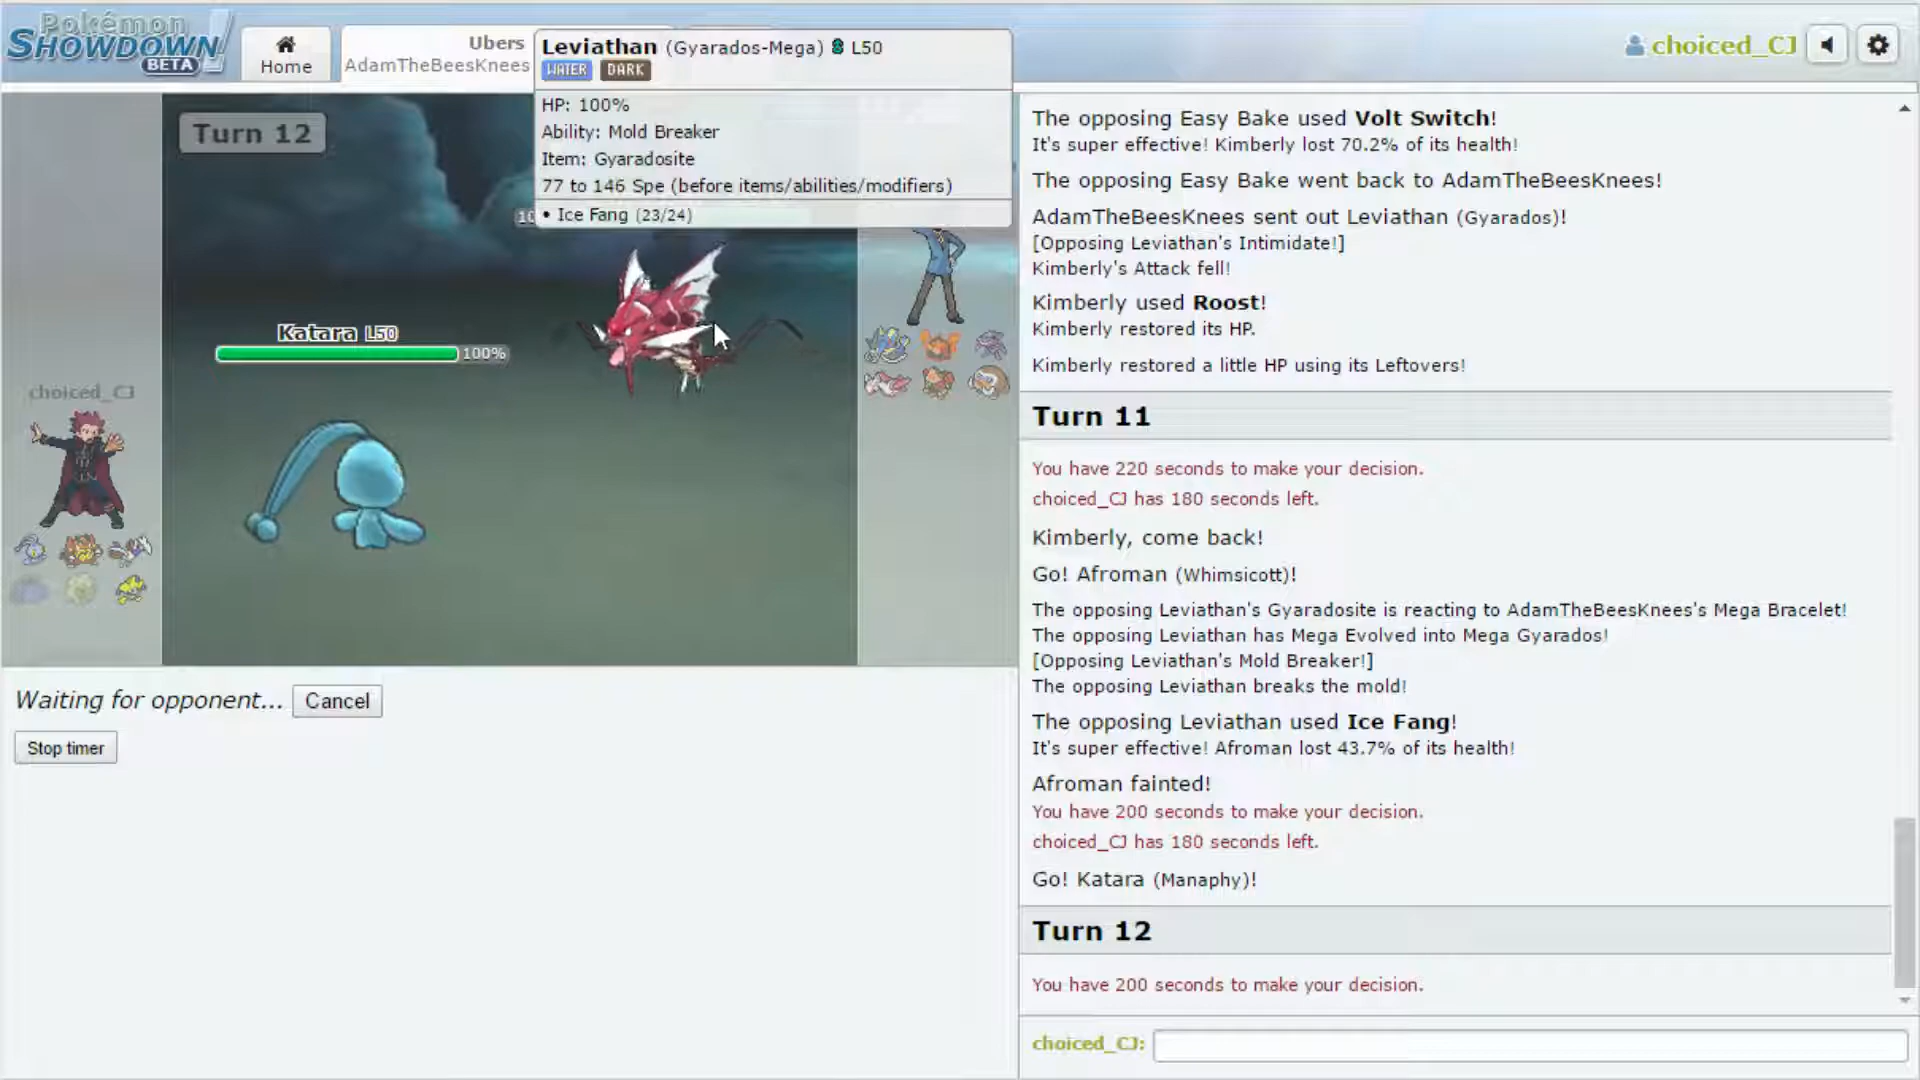 Pokémon
SHOWDOWN!
BETA
Home
Ubers
AdamTheBeesKnees
Leviathan (Gyarados-Mega) L50
WATER DARK
HP: 100%
Ability: Mold Breaker
Item: Gyaradosite
77 to 146 Spe (before items/abilities/modifiers)
• Ice Fang (23/24)
choiced_CJ
Turn 12
10
Katara L50
100%
choiced_CJ
Waiting for opponent... Cancel
Stop timer
The opposing Easy Bake used Volt Switch!
It's super effective! Kimberly lost 70.2% of its health!
The opposing Easy Bake went back to AdamTheBeesKnees!
AdamTheBeesKnees sent out Leviathan (Gyarados)!
[Opposing Leviathan's Intimidate!]
Kimberly's Attack fell!
Kimberly used Roost!
Kimberly restored its HP.
Kimberly restored a little HP using its Leftovers!
Turn 11
You have 220 seconds to make your decision.
choiced_CJ has 180 seconds left.
Kimberly, come back!
Go! Afroman (Whimsicott)!
The opposing Leviathan's Gyaradosite is reacting to AdamTheBeesKnees's Mega Bracelet!
The opposing Leviathan has Mega Evolved into Mega Gyarados!
[Opposing Leviathan's Mold Breaker!]
The opposing Leviathan breaks the mold!
The opposing Leviathan used Ice Fang!
It's super effective! Afroman lost 43.7% of its health!
Afroman fainted!
You have 200 seconds to make your decision.
choiced_CJ has 180 seconds left.
Go! Katara (Manaphy)!
Turn 12
You have 200 seconds to make your decision.
choiced_CJ: